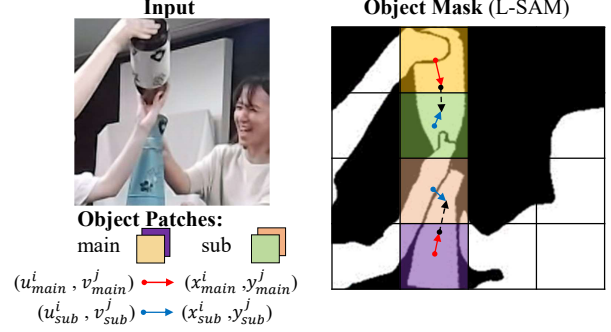 Input
Object Mask (L-SAM)
Object Patches:
main sub
(u^i_main , v^j_main) (x^i_main ,y^j_main)
(u^i_sub , v^j_sub) (x^i_sub ,y^j_sub)